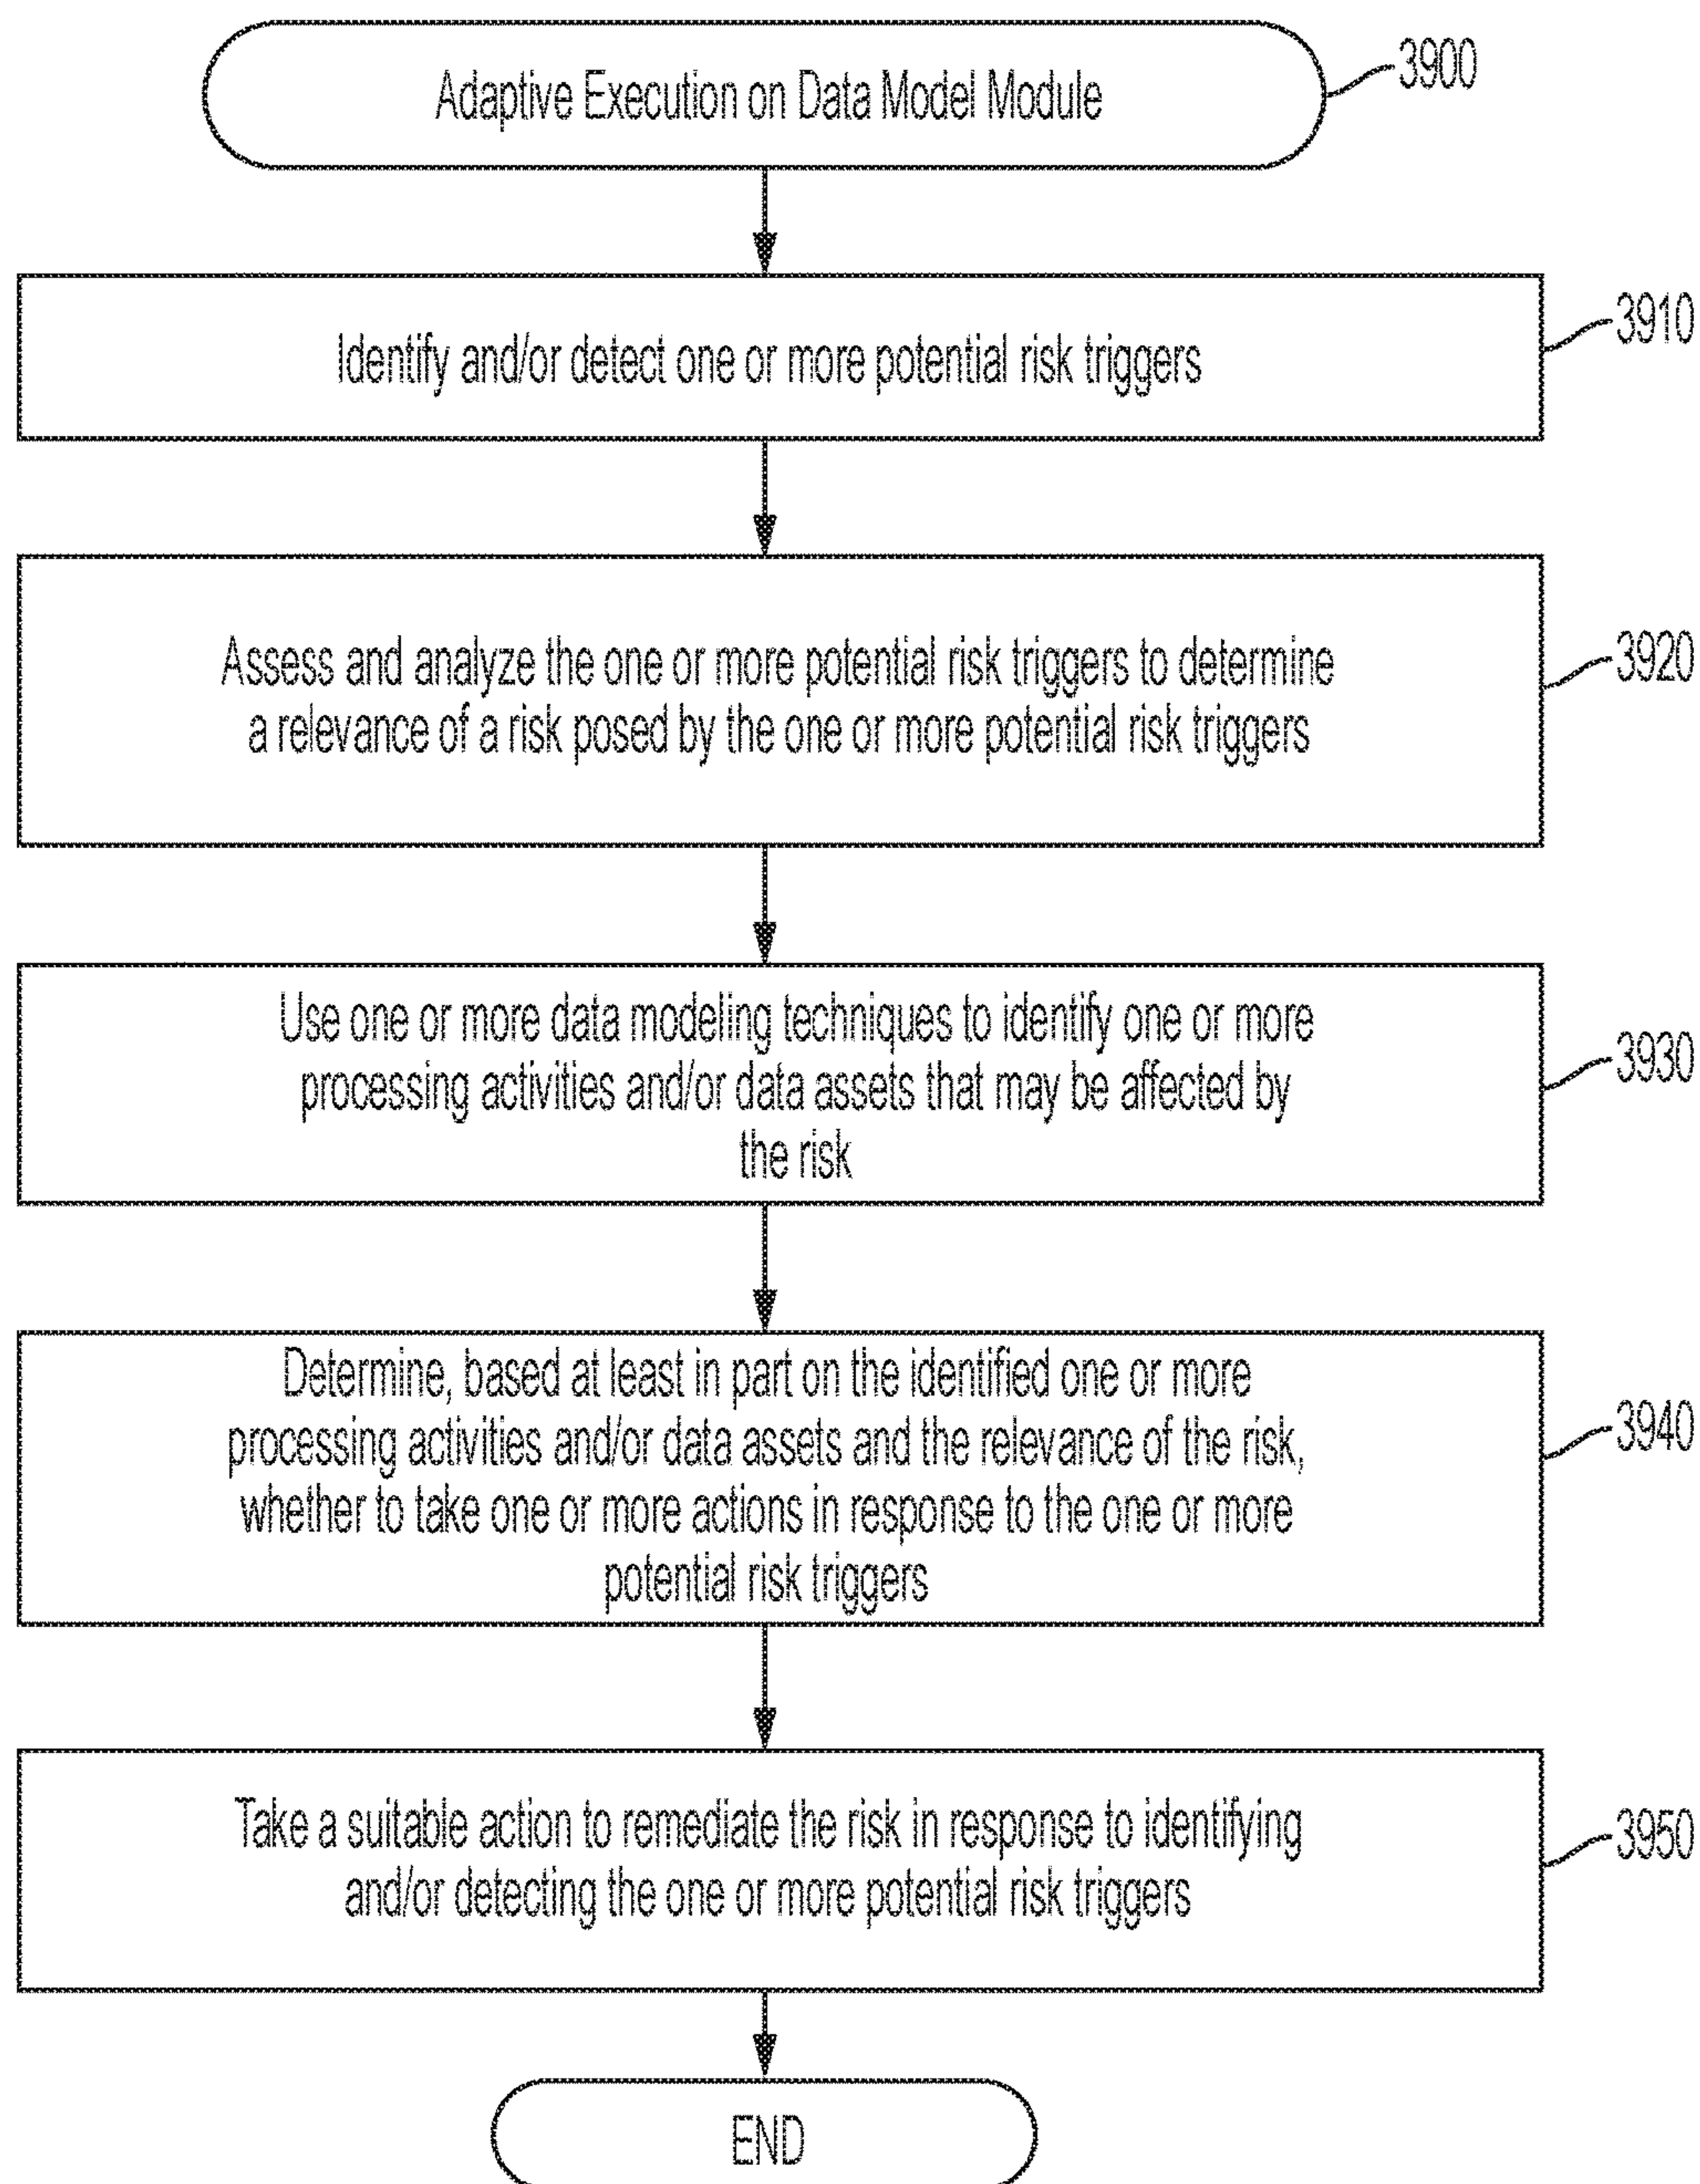 Adaptive Execution on Data Model Module
3900
Identify and/or detect one or more potential risk triggers
3910
Assess and analyze the one or more potential risk triggers to determine
a relevance of a risk posed by the one or more potential risk triggers
3920
Use one or more data modeling techniques to identify one or more
processing activities and/or data assets that may be affected by
the risk
3930
Determine, based at least in part on the identified one or more
processing activities and/or data assets and the relevance of the risk,
whether to take one or more actions in response to the one or more
potential risk triggers
3940
Take a suitable action to remediate the risk in response to identifying
and/or detecting the one or more potential risk triggers
3950
END